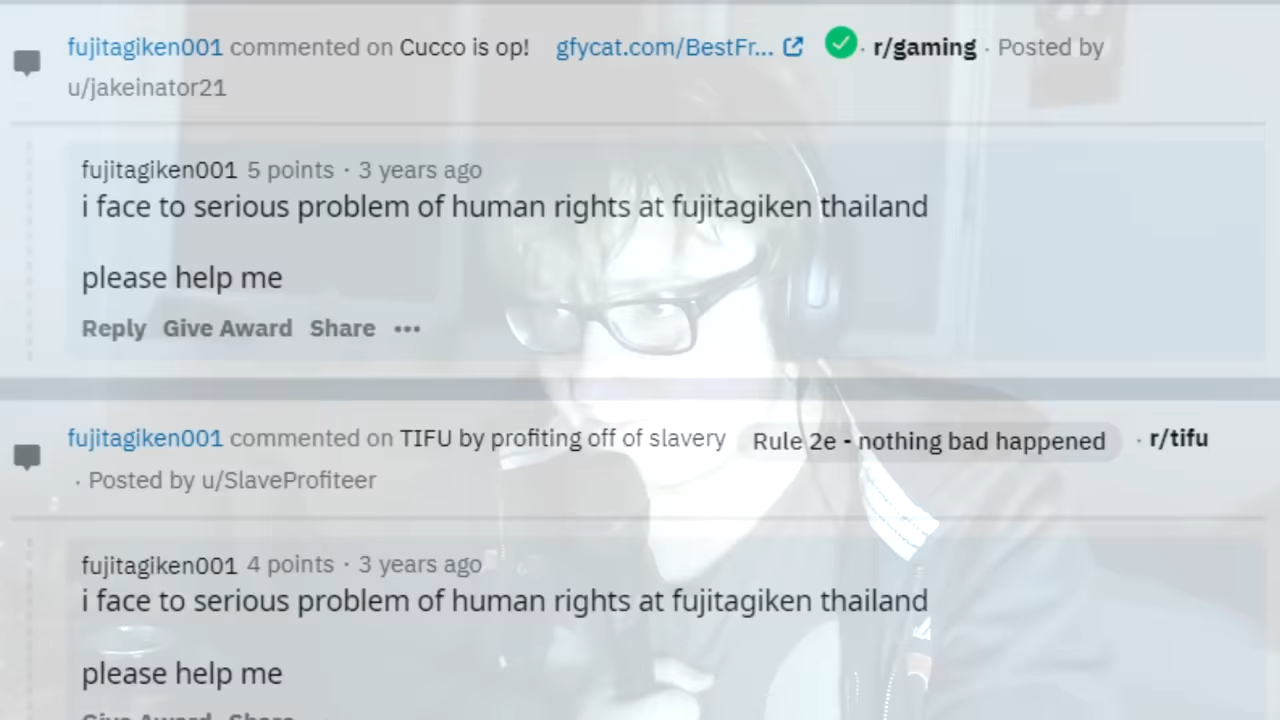 fujitagiken001 commented on Cucco is op! gfycat.com/BestFr... · r/gaming · Posted by
u/jakeinator21
fujitagiken001 5 points · 3 years ago
i face to serious problem of human rights at fujitagiken thailand
please help me
Reply Give Award Share •••
fujitagiken001 commented on TIFU by profiting off of slavery Rule 2e - nothing bad happened · r/tifu
· Posted by u/SlaveProfiteer
fujitagiken001 4 points · 3 years ago
i face to serious problem of human rights at fujitagiken thailand
please help me
Give Award Share